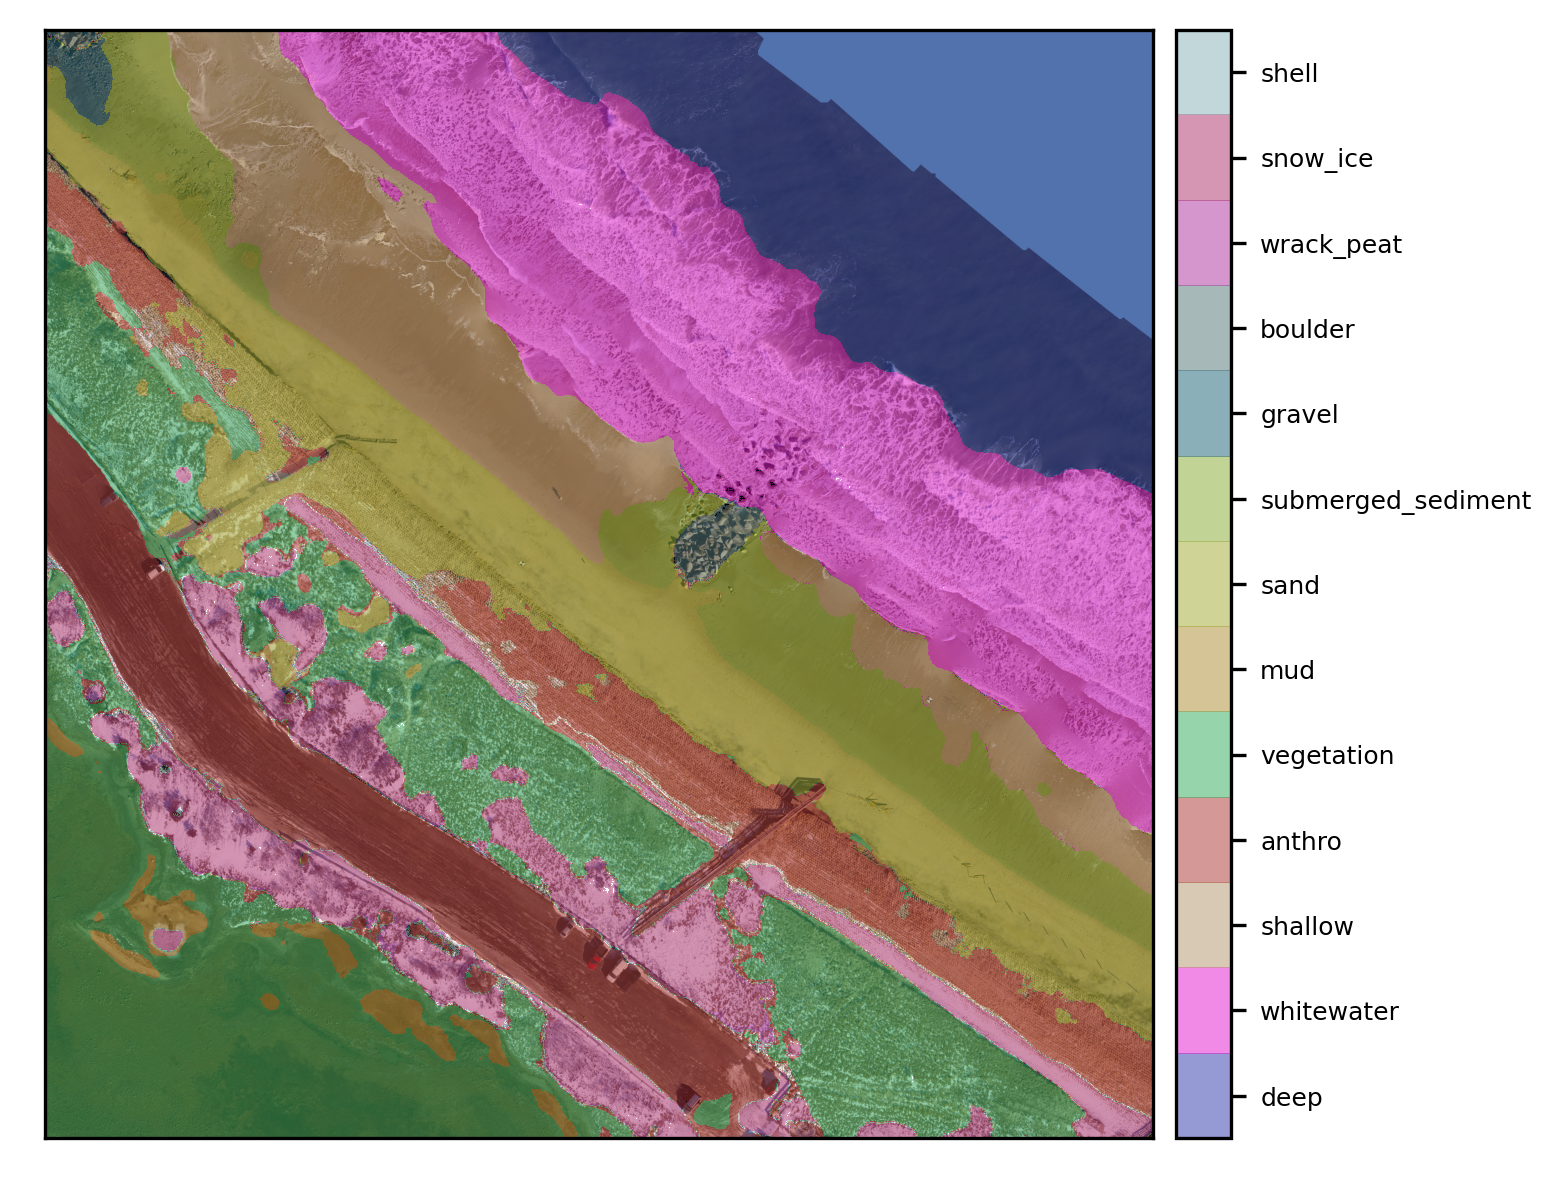 shell
snow_ice
wrack_peat
boulder
gravel
submerged_sediment
sand
mud
vegetation
anthro
shallow
whitewater
deep